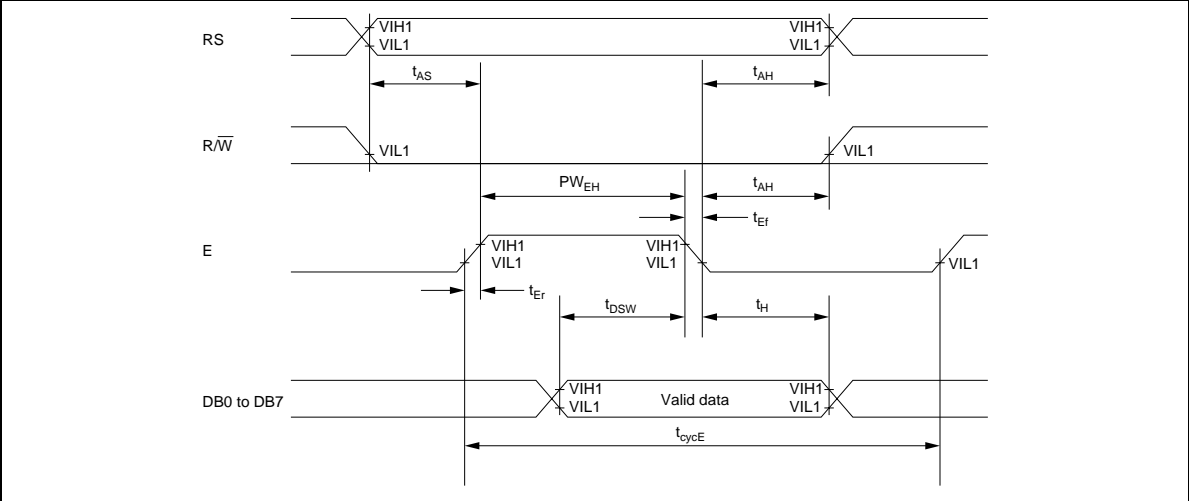 RS
VIH1
VIL1
VIH1
VIL1
tAS
tAH
R/W̅
VIL1
VIL1
PWEH
tAH
tEf
E
VIH1
VIL1
VIH1
VIL1
VIL1
tEr
tDSW
tH
DB0 to DB7
VIH1
VIL1
Valid data
VIH1
VIL1
tcycE